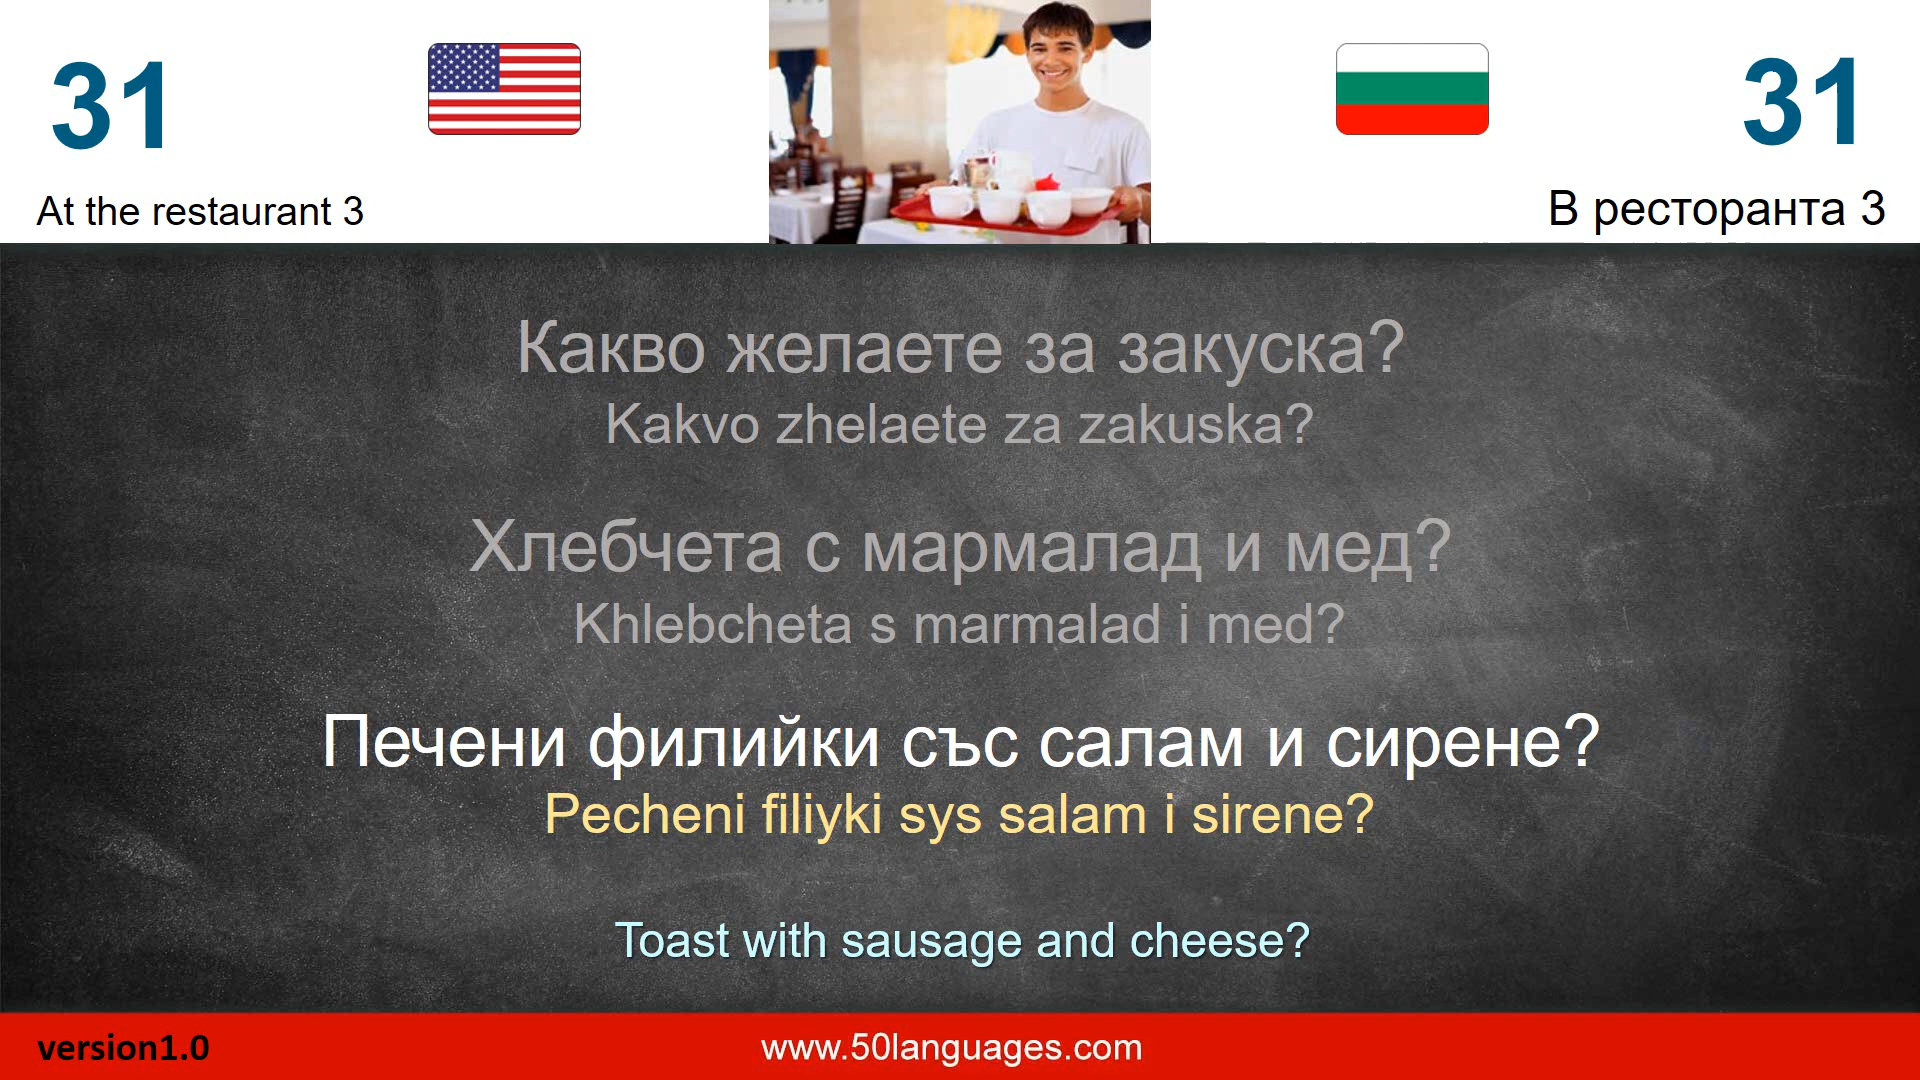 31
31
At the restaurant 3
В ресторанта 3
Какво желаете за закуска?
Kakvo zhelaete za zakuska?
Хлебчета с мармалад и мед?
Khlebcheta s marmalad i med?
Печени филийки със салам и сирене?
Pecheni filiyki sys salam i sirene?
Toast with sausage and cheese?
version1.0
www.50languages.com